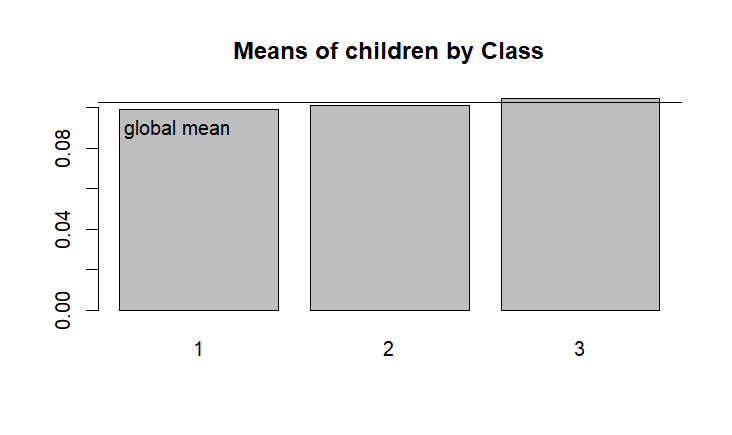 Means of children by Class
global mean
0.08
0.04
0.00
1 2 3